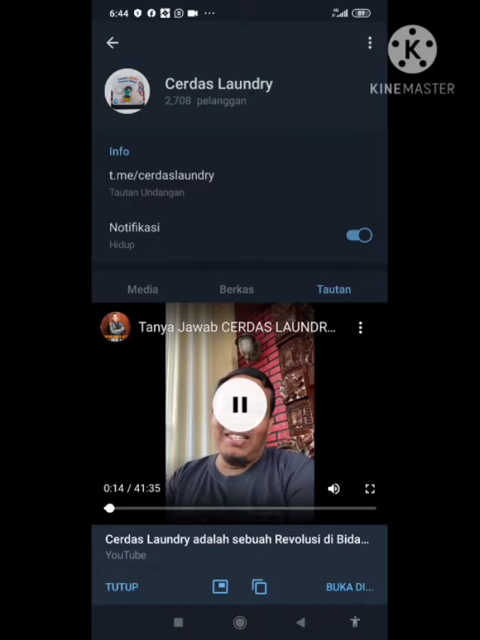 6:44
89
Cerdas Laundry
2,708 pelanggan
KINEMASTER
Info
t.me/cerdaslaundry
Tautan Undangan
Notifikasi
Hidup
Media
Berkas
Tautan
Tanya Jawab CERDAS LAUNDR...
0:14 / 41:35
Cerdas Laundry adalah sebuah Revolusi di Bida...
YouTube
TUTUP
BUKA DI...